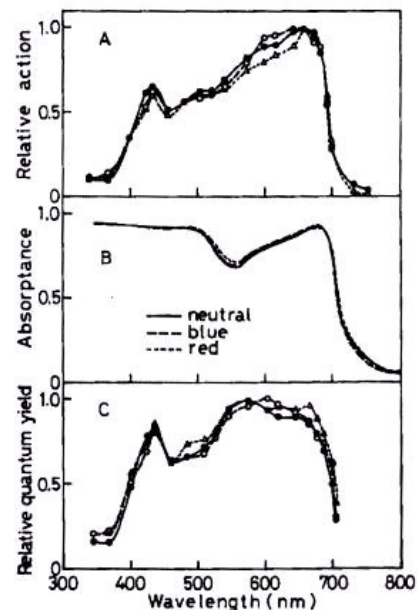 A
Relative action
1.0
0.5
0
B
Absorptance
1.0
0.5
neutral
blue
red
C
Relative quantum yield
1.0
0.5
0
300 400 500 600 700 800
Wavelength (nm)